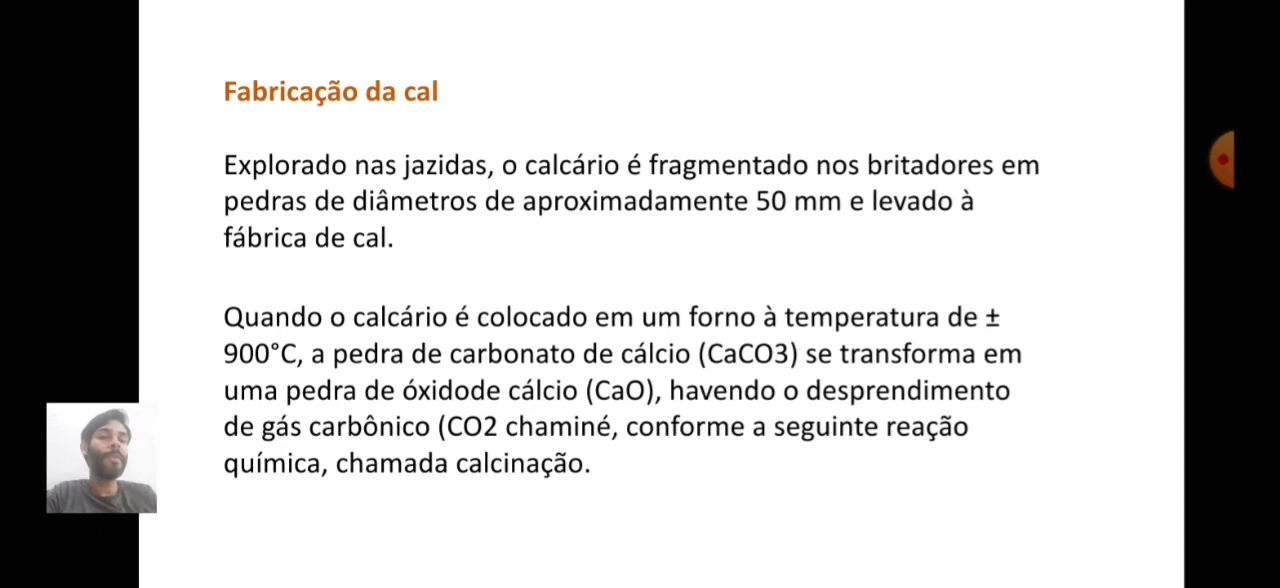 Fabricação da cal
Explorado nas jazidas, o calcário é fragmentado nos britadores em
pedras de diâmetros de aproximadamente 50 mm e levado à
fábrica de cal.
Quando o calcário é colocado em um forno à temperatura de ±
900°C, a pedra de carbonato de cálcio (CaCO3) se transforma em
uma pedra de óxidode cálcio (CaO), havendo o desprendimento
de gás carbônico (CO2 chaminé, conforme a seguinte reação
química, chamada calcinação.